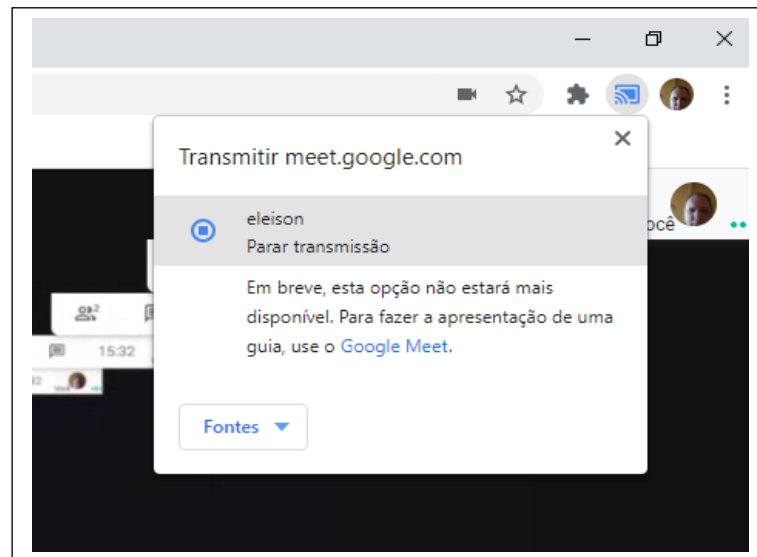 Transmitir meet.google.com
eleison
Parar transmissão
ocê
Em breve, esta opção não estará mais
disponível. Para fazer a apresentação de uma
guia, use o Google Meet.
2
15:32
Fontes